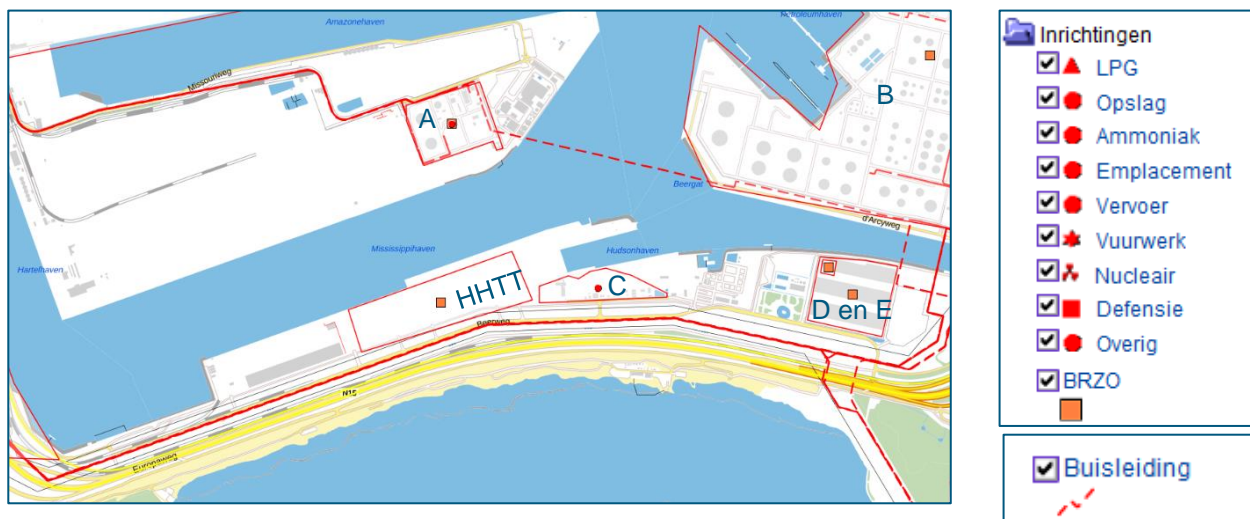 Amazonehaven
Petroleumhaven
Missouriweg
B
A
Beergat
d'Arcyweg
Mississippihaven
Hudsonhaven
Hartelhaven
HHTT
C
D en E
Beerweg
N15
Europaweg
Inrichtingen
LPG
Opslag
Ammoniak
Emplacement
Vervoer
Vuurwerk
Nucleair
Defensie
Overig
BRZO
Buisleiding